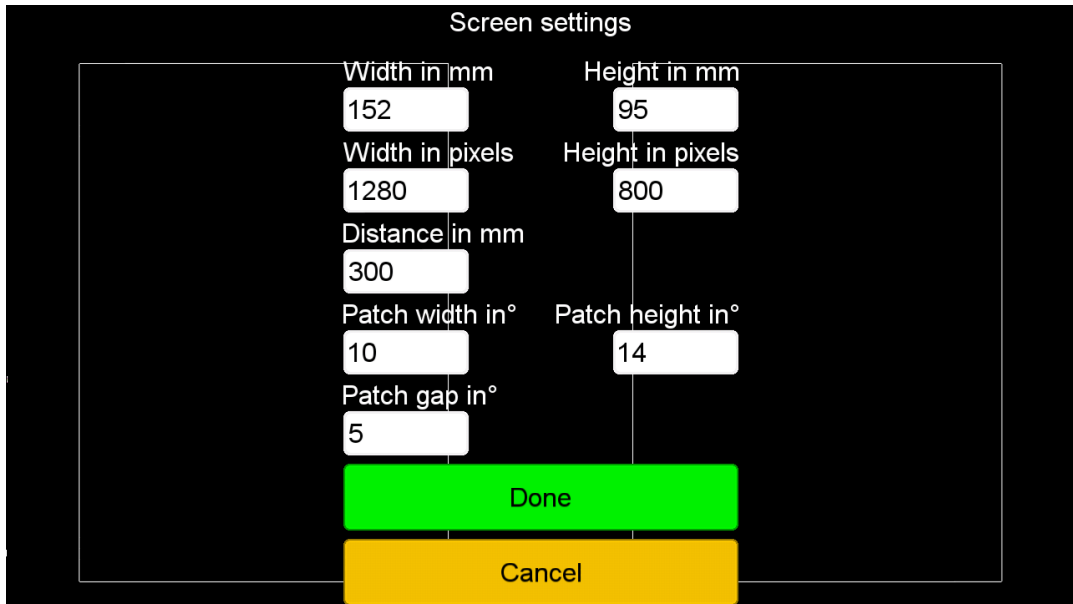 Screen settings
Width in mm Height in mm
152 95
Width in pixels Height in pixels
1280 800
Distance in mm
300
Patch width in° Patch height in°
10 14
Patch gap in°
5
Done
Cancel